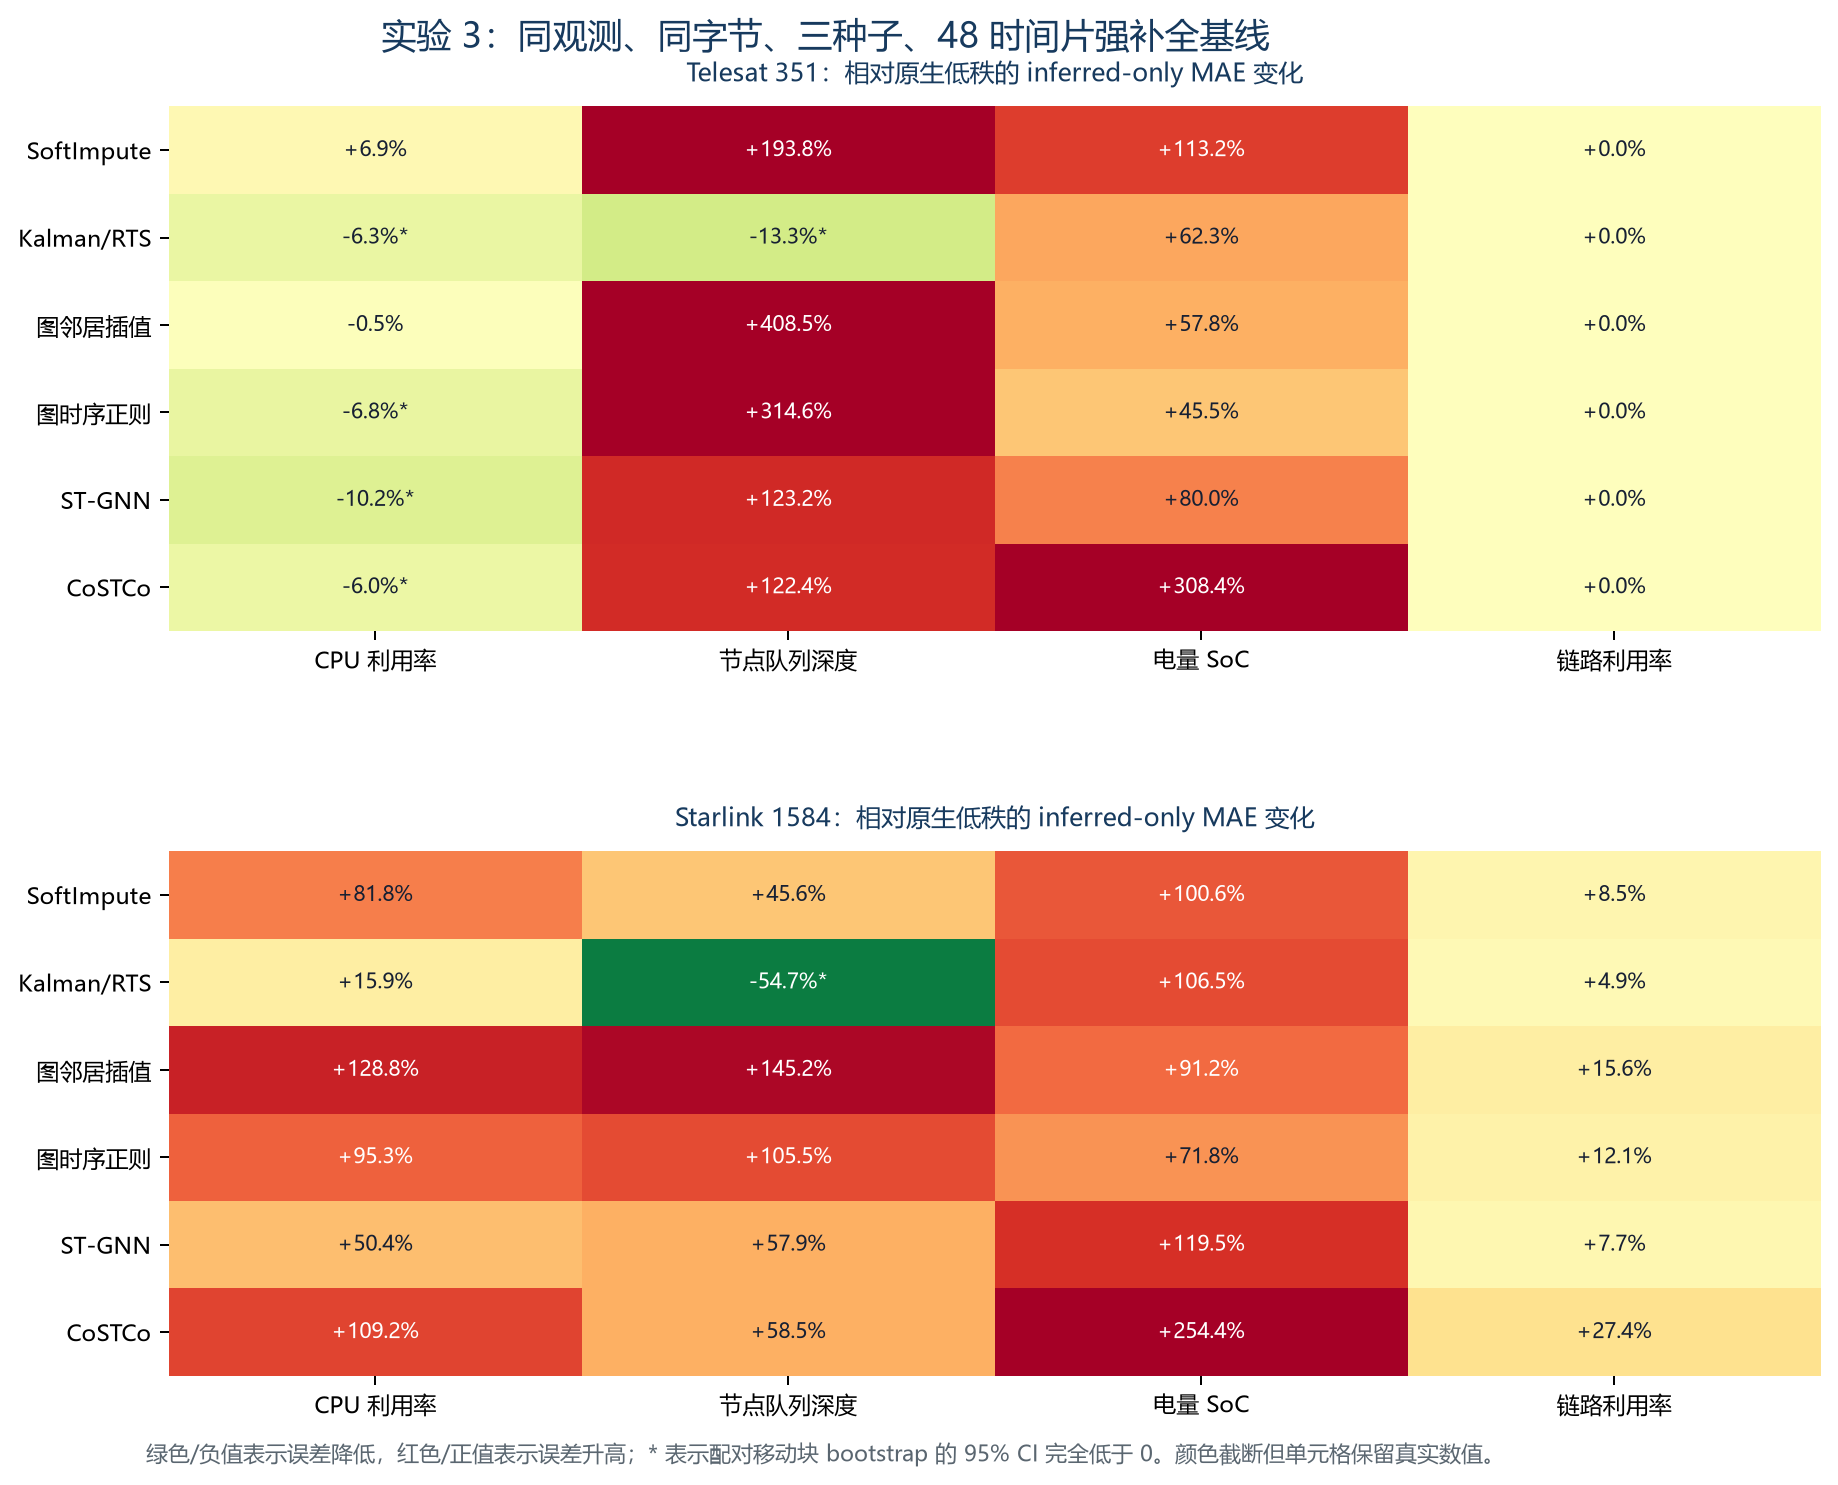 实验 3：同观测、同字节、三种子、48 时间片强补全基线
Telesat 351：相对原生低秩的 inferred-only MAE 变化
SoftImpute +6.9% +193.8% +113.2% +0.0%
Kalman/RTS -6.3%* -13.3%* +62.3% +0.0%
图邻居插值 -0.5% +408.5% +57.8% +0.0%
图时序正则 -6.8%* +314.6% +45.5% +0.0%
ST-GNN -10.2%* +123.2% +80.0% +0.0%
CoSTCo -6.0%* +122.4% +308.4% +0.0%
CPU 利用率 节点队列深度 电量 SoC 链路利用率
Starlink 1584：相对原生低秩的 inferred-only MAE 变化
SoftImpute +81.8% +45.6% +100.6% +8.5%
Kalman/RTS +15.9% -54.7%* +106.5% +4.9%
图邻居插值 +128.8% +145.2% +91.2% +15.6%
图时序正则 +95.3% +105.5% +71.8% +12.1%
ST-GNN +50.4% +57.9% +119.5% +7.7%
CoSTCo +109.2% +58.5% +254.4% +27.4%
CPU 利用率 节点队列深度 电量 SoC 链路利用率
绿色/负值表示误差降低，红色/正值表示误差升高；* 表示配对移动块 bootstrap 的 95% CI 完全低于 0。颜色截断但单元格保留真实数值。